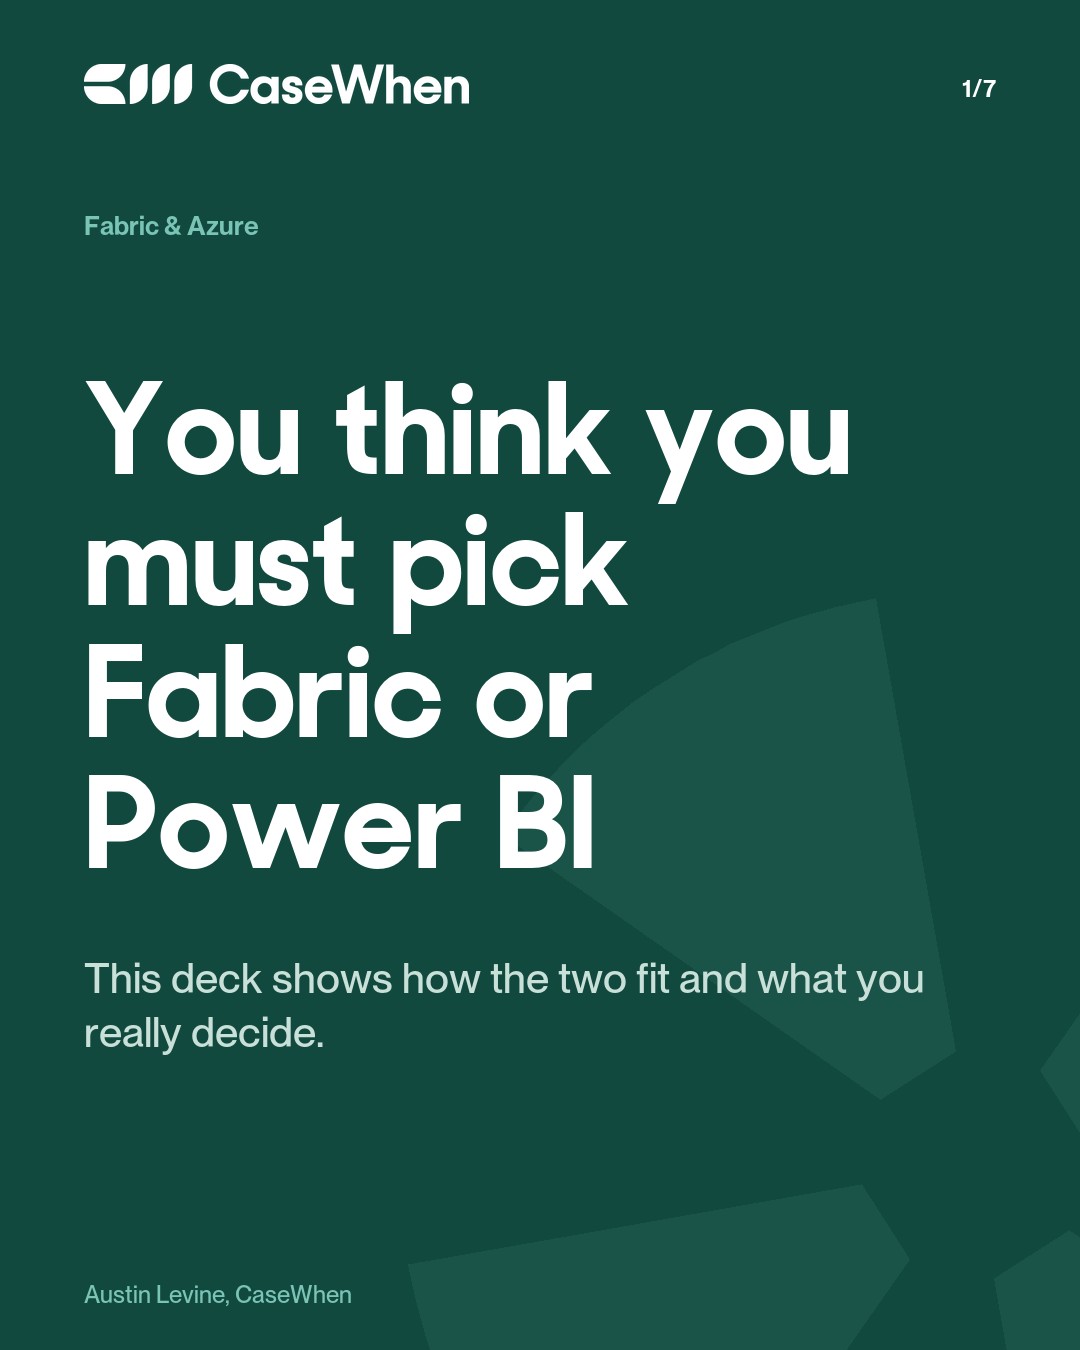 CaseWhen
1/7
Fabric & Azure
You think you
must pick
Fabric or
Power BI
This deck shows how the two fit and what you
really decide.
Austin Levine, CaseWhen